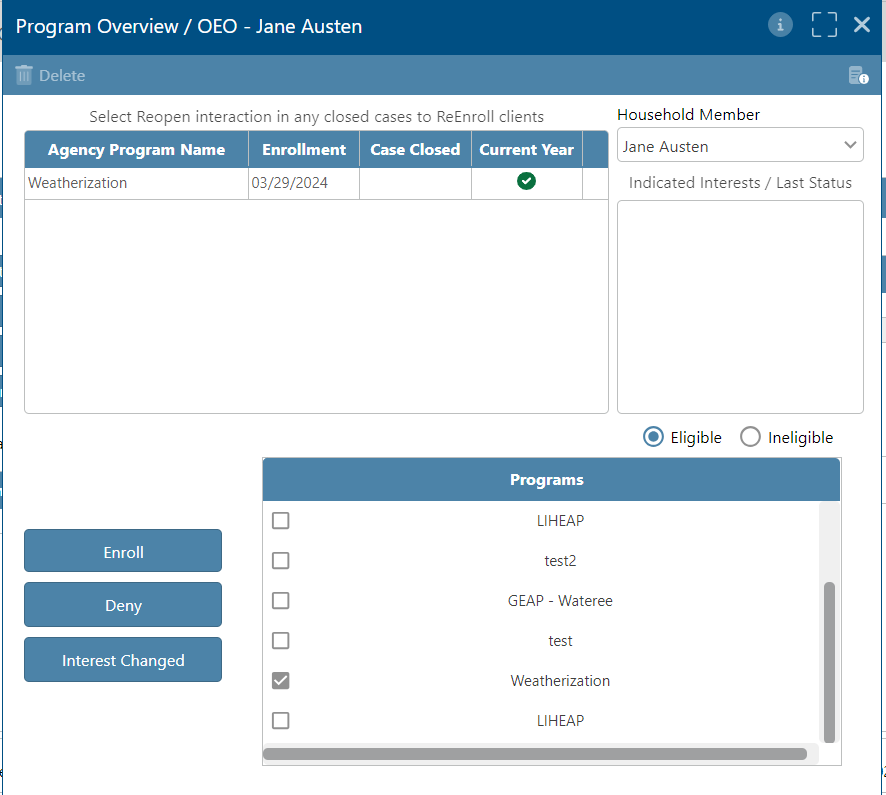 Program Overview / OEO - Jane Austen
Delete
Select Reopen interaction in any closed cases to ReEnroll clients
Agency Program Name Enrollment Case Closed Current Year
Weatherization 03/29/2024
Household Member
Jane Austen
Indicated Interests / Last Status
Eligible Ineligible
Programs
LIHEAP
test2
GEAP - Wateree
test
Weatherization
LIHEAP
Enroll
Deny
Interest Changed